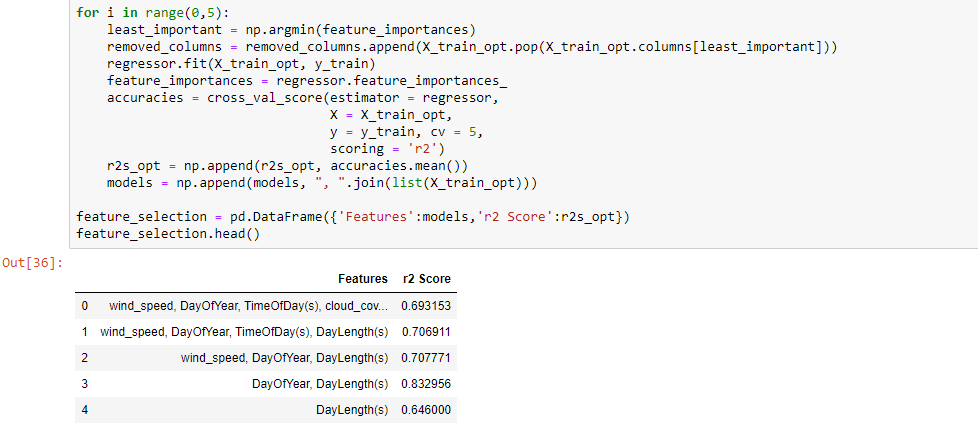 for i in range(0,5):
    least_important = np.argmin(feature_importances)
    removed_columns = removed_columns.append(X_train_opt.pop(X_train_opt.columns[least_important]))
    regressor.fit(X_train_opt, y_train)
    feature_importances = regressor.feature_importances_
    accuracies = cross_val_score(estimator = regressor,
                                 X = X_train_opt,
                                 y = y_train, cv = 5,
                                 scoring = 'r2')
    r2s_opt = np.append(r2s_opt, accuracies.mean())
    models = np.append(models, ", ".join(list(X_train_opt)))
feature_selection = pd.DataFrame({'Features':models,'r2 Score':r2s_opt})
feature_selection.head()
Out[36]:
Features r2 Score
0 wind_speed, DayOfYear, TimeOfDay(s), cloud_cov... 0.693153
1 wind_speed, DayOfYear, TimeOfDay(s), DayLength(s) 0.706911
2 wind_speed, DayOfYear, DayLength(s) 0.707771
3 DayOfYear, DayLength(s) 0.832956
4 DayLength(s) 0.646000